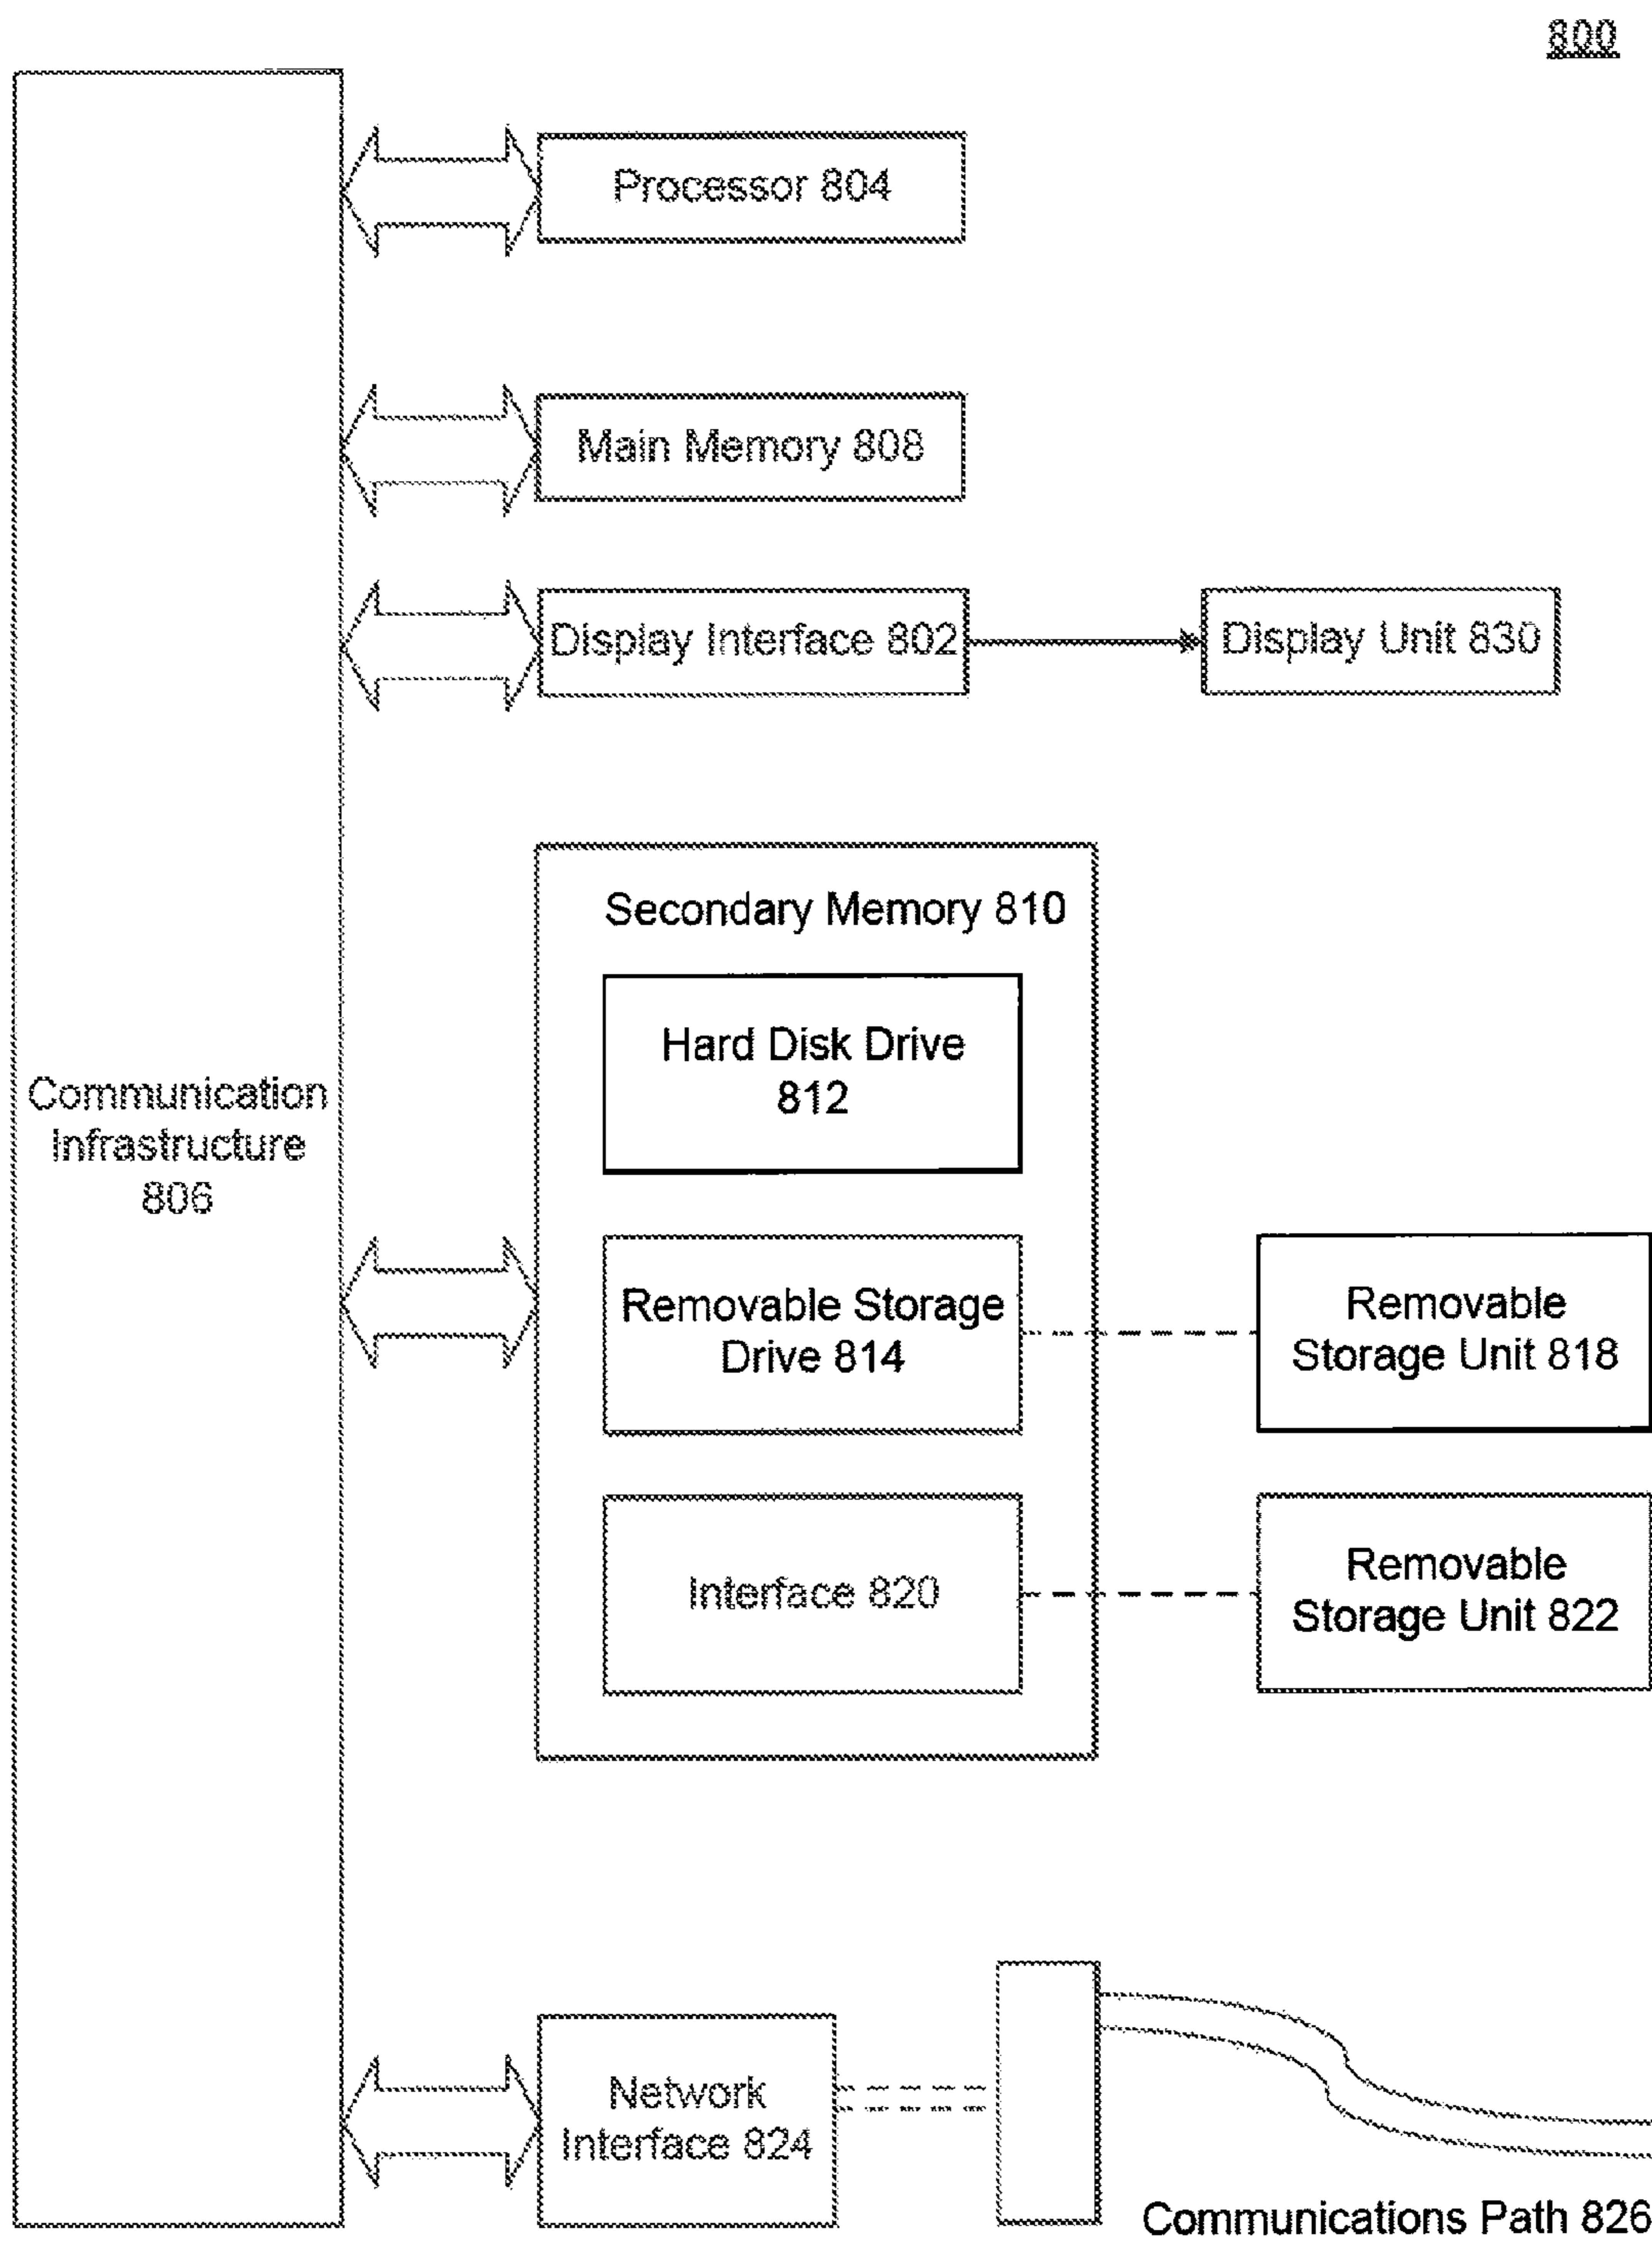 800
Processor 804
Main Memory 808
Display Interface 802
Display Unit 830
Secondary Memory 810
Hard Disk Drive
812
Communication
Infrastructure
806
Removable Storage
Drive 814
Removable
Storage Unit 818
Interface 820
Removable
Storage Unit 822
Network
Interface 824
Communications Path 826